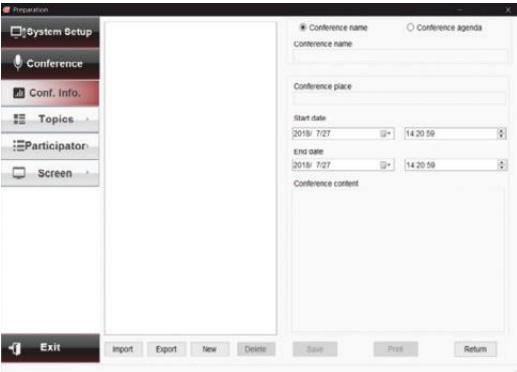 Preparation
System Setup
Conference
Conf. Info.
Topics
Participator
Screen
Exit
Import
Export
New
Delete
Conference name
Conference agenda
Conference name
Conference place
Start date
2018/ 7/27
14:20:59
End date
2018/ 7/27
14:20:59
Conference content
Save
Print
Return